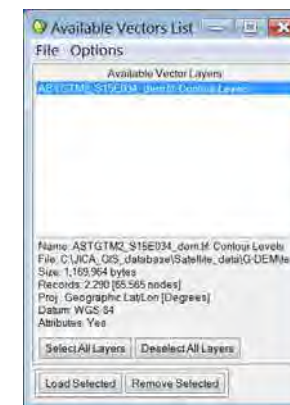 Available Vectors List
File Options
Available Vector Layers
ASTGTM2_S15E034_dem.tif: Contour Levels
Name: ASTGTM2_S15E034_dem.tif: Contour Levels
File: C:\JICA_GIS_database\Satellite_data\G-DEM\te
Size: 1,169,964 bytes
Records: 2,290 [65,565 nodes]
Proj: Geographic Lat/Lon [Degrees]
Datum: WGS-84
Attributes: Yes
Select All Layers Deselect All Layers
Load Selected Remove Selected